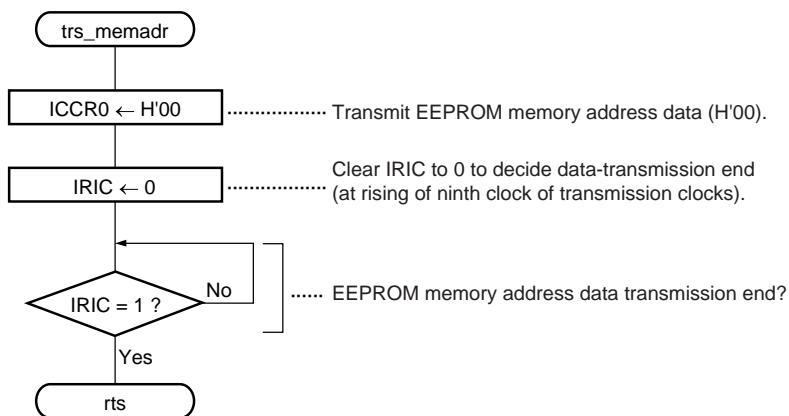 trs_memadr
ICCR0 ← H'00
Transmit EEPROM memory address data (H'00).
IRIC ← 0
Clear IRIC to 0 to decide data-transmission end
(at rising of ninth clock of transmission clocks).
IRIC = 1 ?
No
EEPROM memory address data transmission end?
Yes
rts